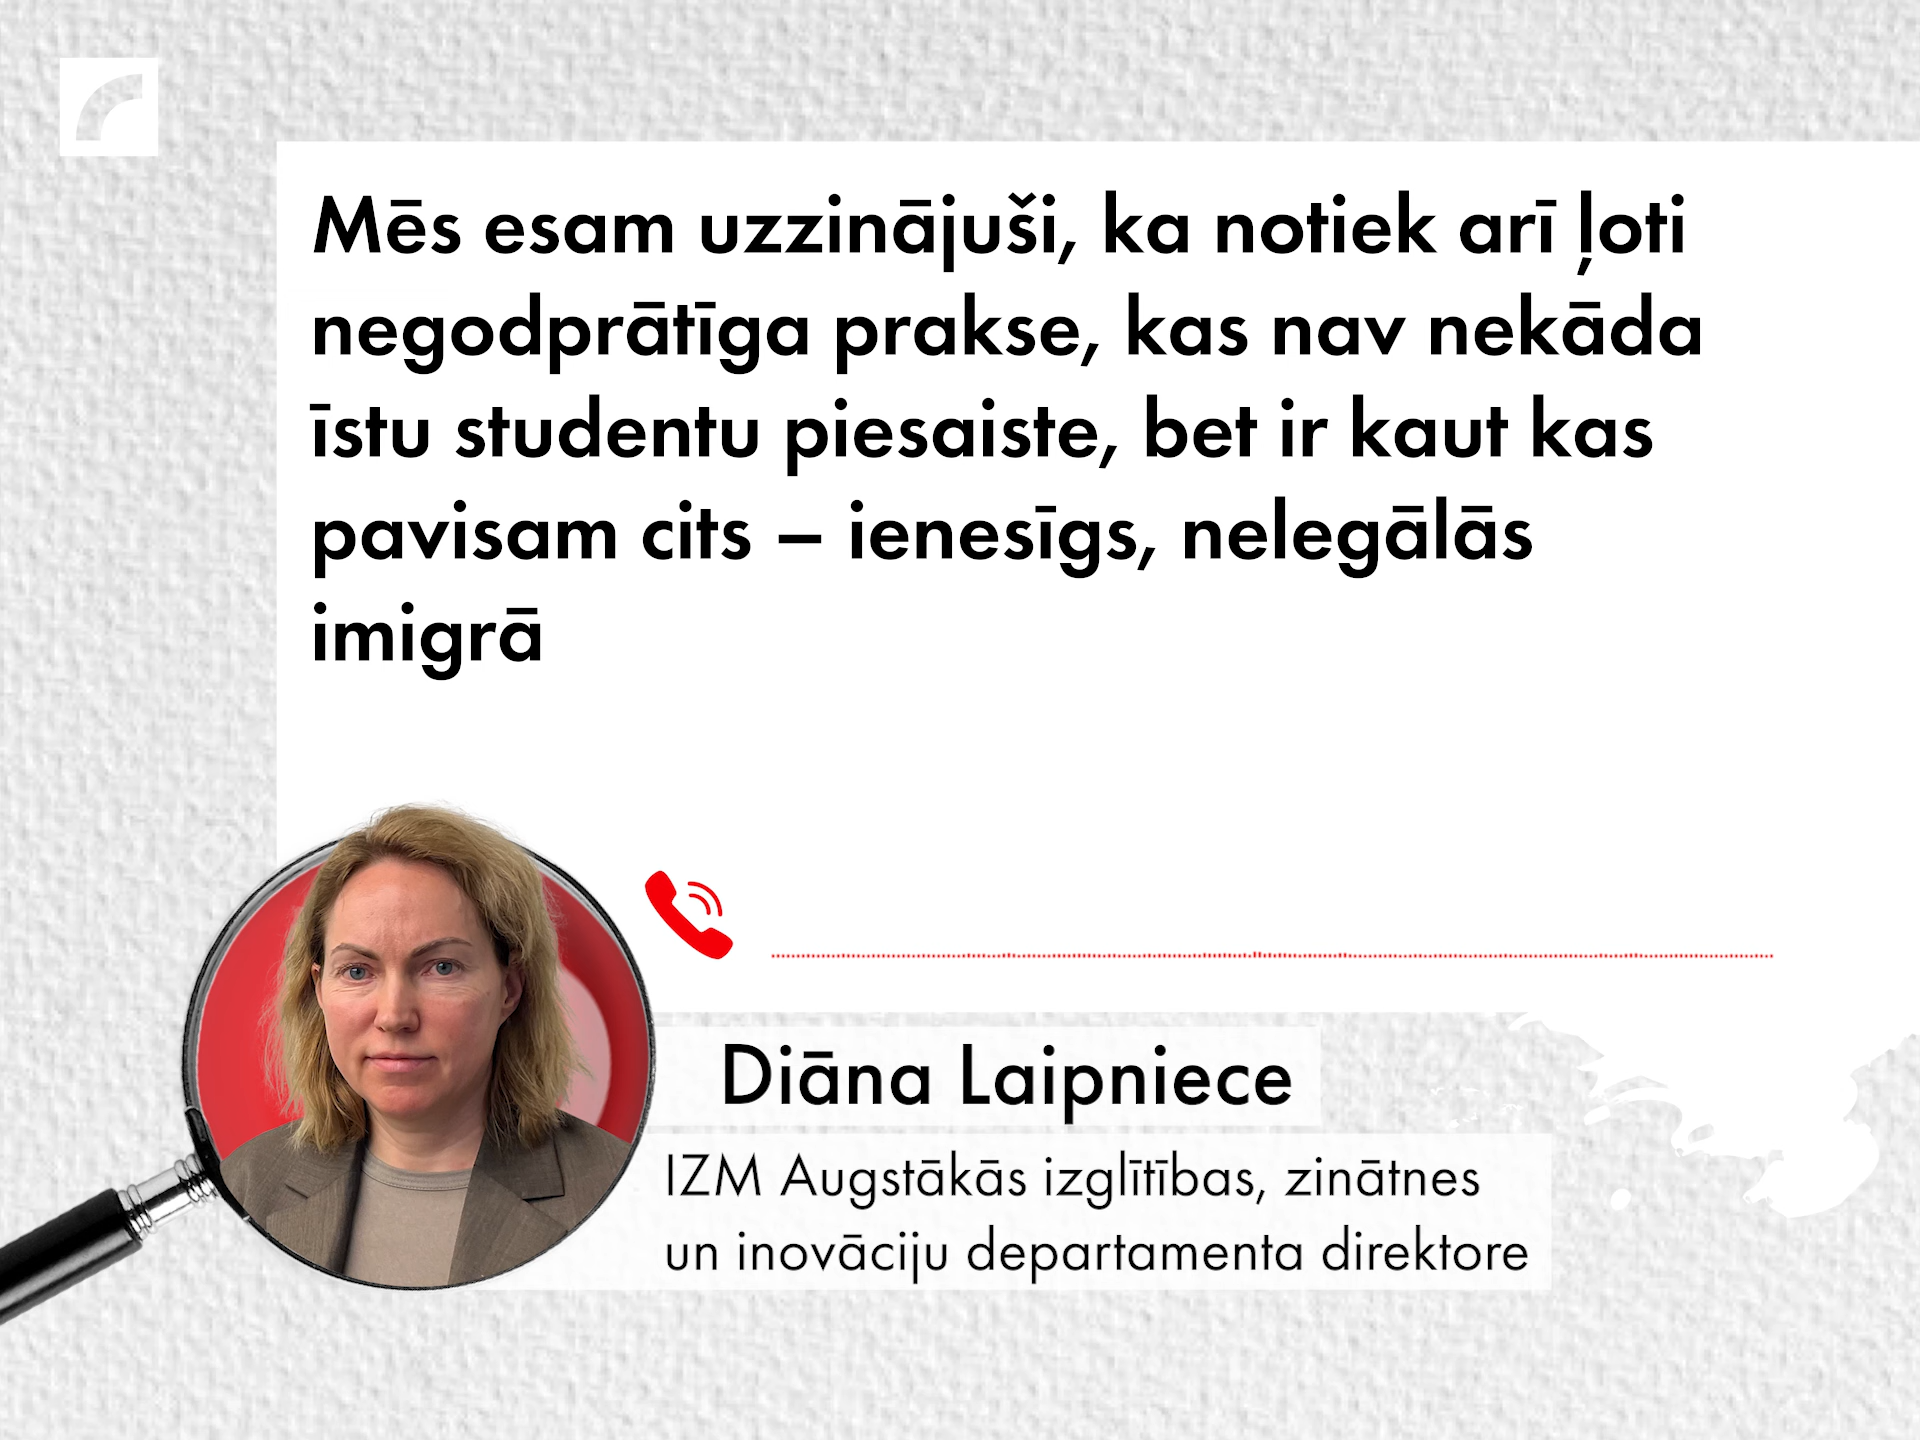 Mēs esam uzzinājuši, ka notiek arī ļoti
negodprātīga prakse, kas nav nekāda
īstu studentu piesaiste, bet ir kaut kas
pavisam cits – ienesīgs, nelegālās
imigrā
Diāna Laipniece
IZM Augstākās izglītības, zinātnes
un inovāciju departamenta direktore